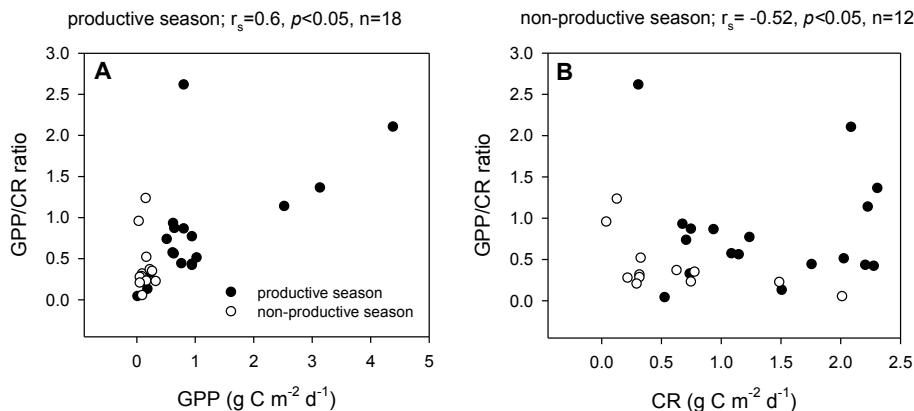 productive season; rs=0.6, p<0.05, n=18
non-productive season; rs= -0.52, p<0.05, n=12
A
GPP/CR ratio
3.0
2.5
2.0
1.5
1.0
0.5
0.0
productive season
non-productive season
0 1 2 3 4 5
GPP (g C m-2 d-1)
B
GPP/CR ratio
3.0
2.5
2.0
1.5
1.0
0.5
0.0
0.0 0.5 1.0 1.5 2.0 2.5
CR (g C m-2 d-1)